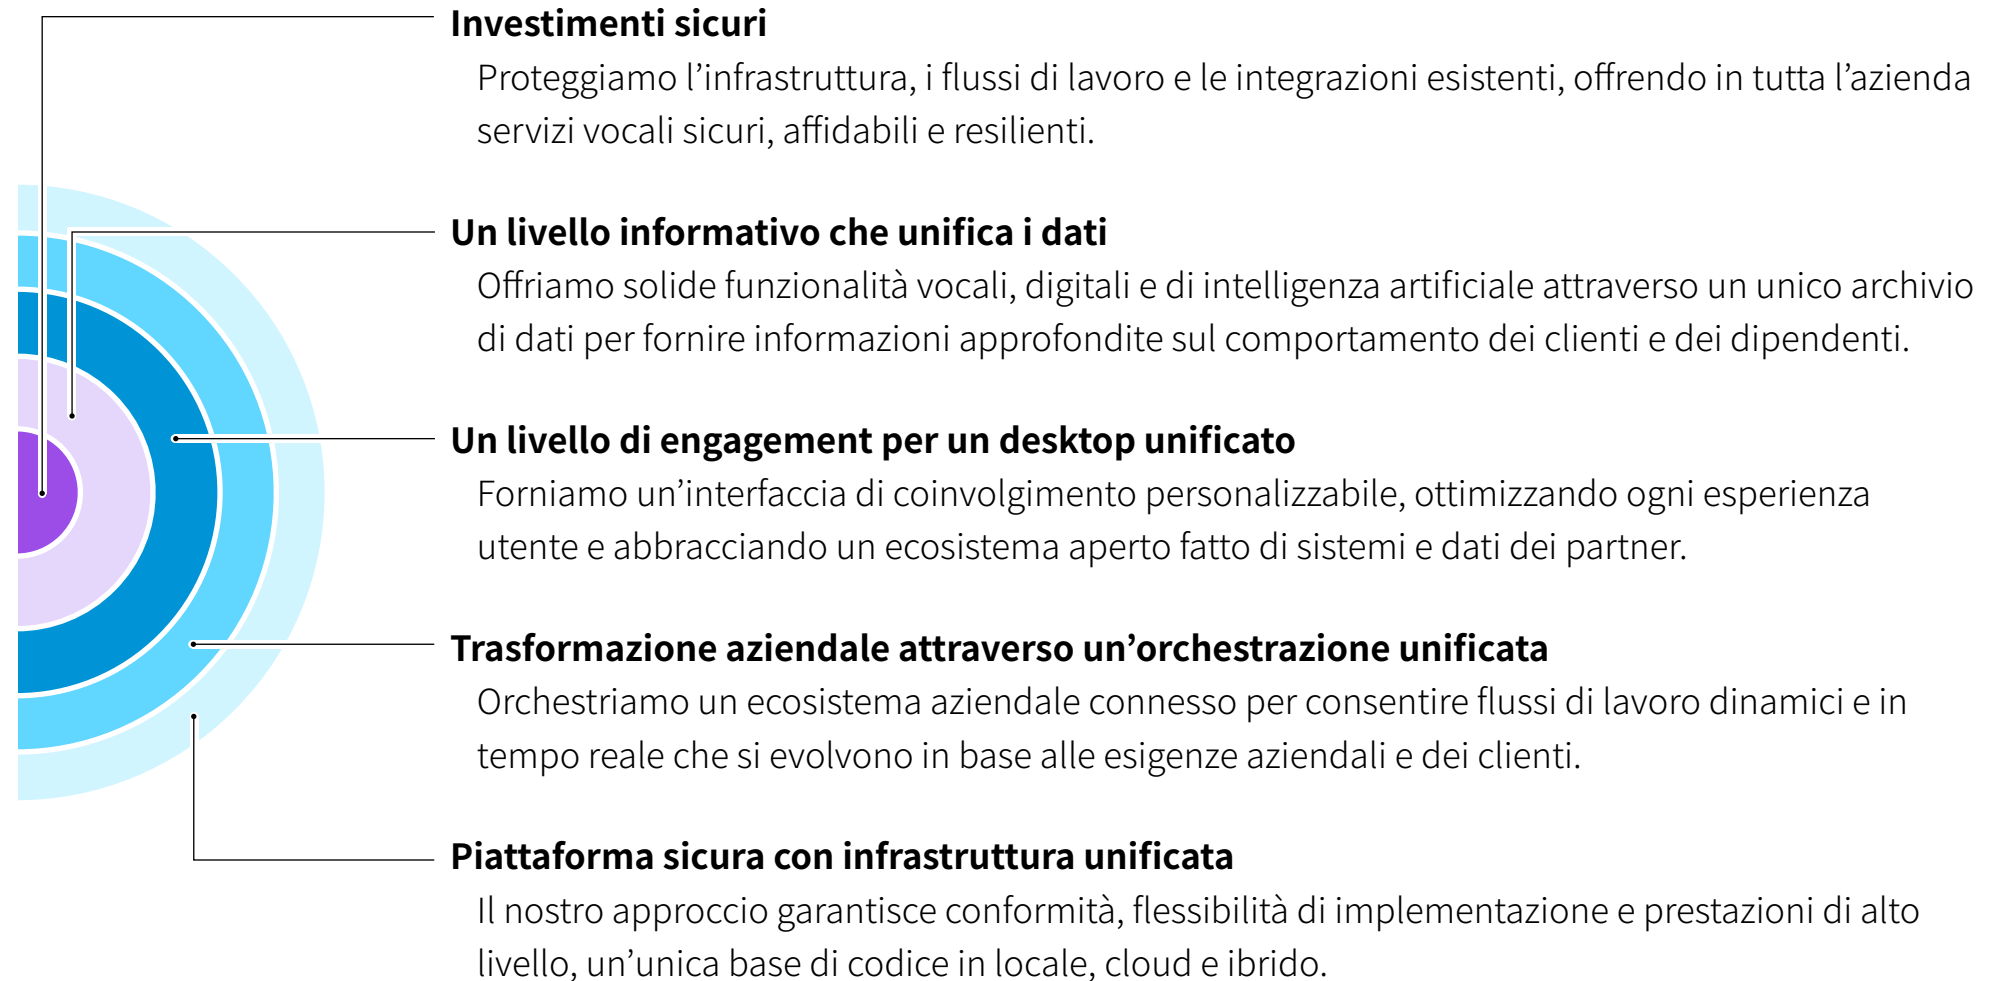 Investimenti sicuri
Proteggiamo l’infrastruttura, i flussi di lavoro e le integrazioni esistenti, offrendo in tutta l’azienda
servizi vocali sicuri, affidabili e resilienti.
Un livello informativo che unifica i dati
Offriamo solide funzionalità vocali, digitali e di intelligenza artificiale attraverso un unico archivio
di dati per fornire informazioni approfondite sul comportamento dei clienti e dei dipendenti.
Un livello di engagement per un desktop unificato
Forniamo un’interfaccia di coinvolgimento personalizzabile, ottimizzando ogni esperienza
utente e abbracciando un ecosistema aperto fatto di sistemi e dati dei partner.
Trasformazione aziendale attraverso un’orchestrazione unificata
Orchestriamo un ecosistema aziendale connesso per consentire flussi di lavoro dinamici e in
tempo reale che si evolvono in base alle esigenze aziendali e dei clienti.
Piattaforma sicura con infrastruttura unificata
Il nostro approccio garantisce conformità, flessibilità di implementazione e prestazioni di alto
livello, un’unica base di codice in locale, cloud e ibrido.